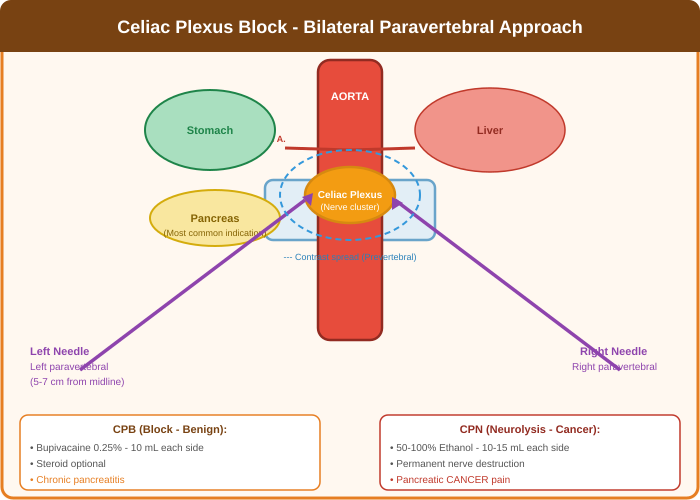 Celiac Plexus Block - Bilateral Paravertebral Approach
AORTA
Stomach
Liver
A.
Celiac Plexus
(Nerve cluster)
Pancreas
(Most common indication)
--- Contrast spread (Prevertebral)
Left Needle
Left paravertebral
(5-7 cm from midline)
Right Needle
Right paravertebral
CPB (Block - Benign):
• Bupivacaine 0.25% - 10 mL each side
• Steroid optional
• Chronic pancreatitis
CPN (Neurolysis - Cancer):
• 50-100% Ethanol - 10-15 mL each side
• Permanent nerve destruction
• Pancreatic CANCER pain